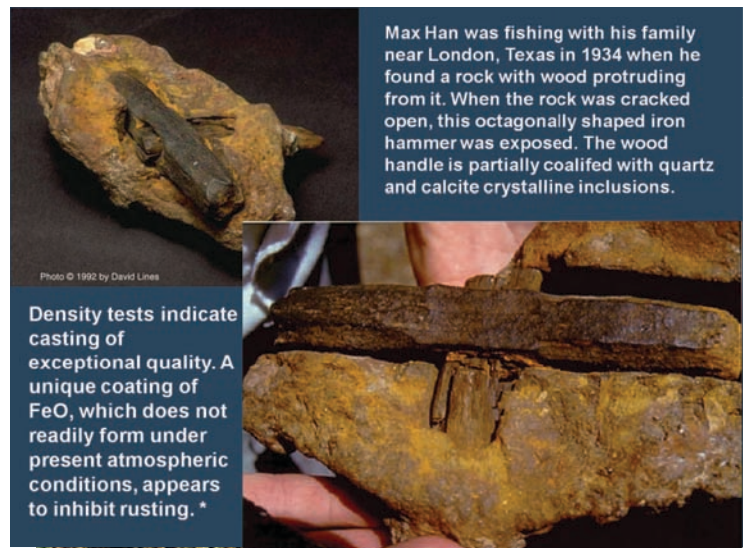 Max Han was fishing with his family
near London, Texas in 1934 when he
found a rock with wood protruding
from it. When the rock was cracked
open, this octagonally shaped iron
hammer was exposed. The wood
handle is partially coalifed with quartz
and calcite crystalline inclusions.
Photo © 1992 by David Lines
Density tests indicate
casting of
exceptional quality. A
unique coating of
FeO, which does not
readily form under
present atmospheric
conditions, appears
to inhibit rusting. *